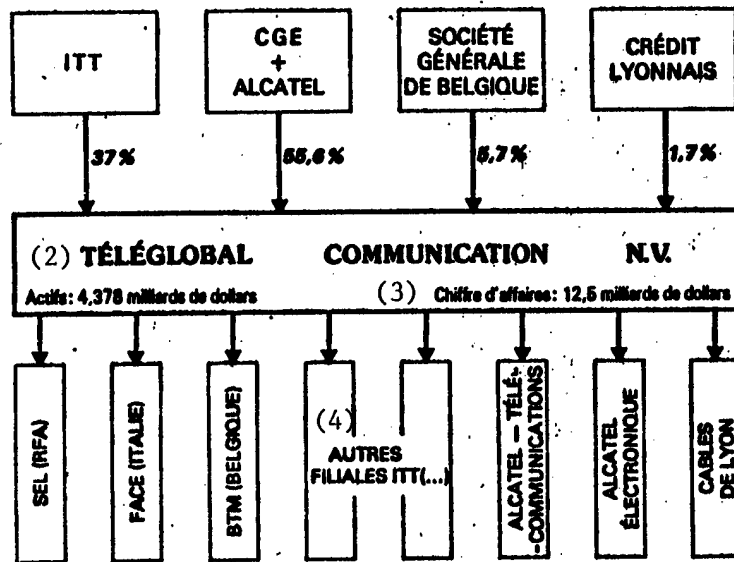 ITT
CGE
+
ALCATEL
SOCIÉTÉ
GÉNÉRALE
DE BELGIQUE
CRÉDIT
LYONNAIS
37%
55,6%
5,7%
1,7%
(2) TÉLÉGLOBAL COMMUNICATION N.V.
Actifs: 4,378 milliards de dollars (3) Chiffre d'affaires: 12,5 milliards de dollars
SEL (RFA)
FACE (ITALIE)
BTM (BELGIQUE)
(4)
AUTRES
FILIALES ITT(...)
ALCATEL — TÉLÉ-
-COMMUNICATIONS
ALCATEL
ÉLECTRONIQUE
CABLES
DE LYON